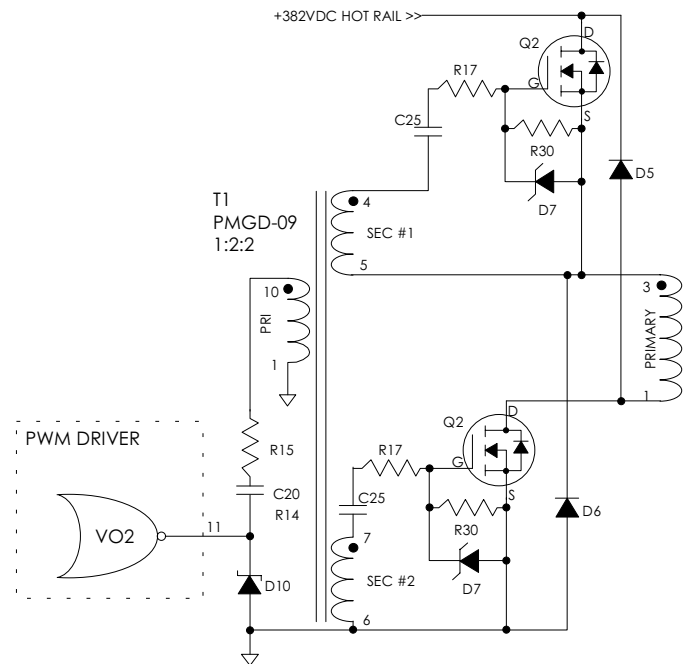 +382VDC HOT RAIL >>
D
Q2
R17
G
S
C25
R30
D5
D7
T1
PMGD-09
1:2:2
4
SEC #1
5
10
PRI
1
3
PRIMARY
1
D
Q2
R17
G
S
PWM DRIVER
R15
C20
R14
C25
R30
D6
VO2
11
7
D10
SEC #2
D7
6